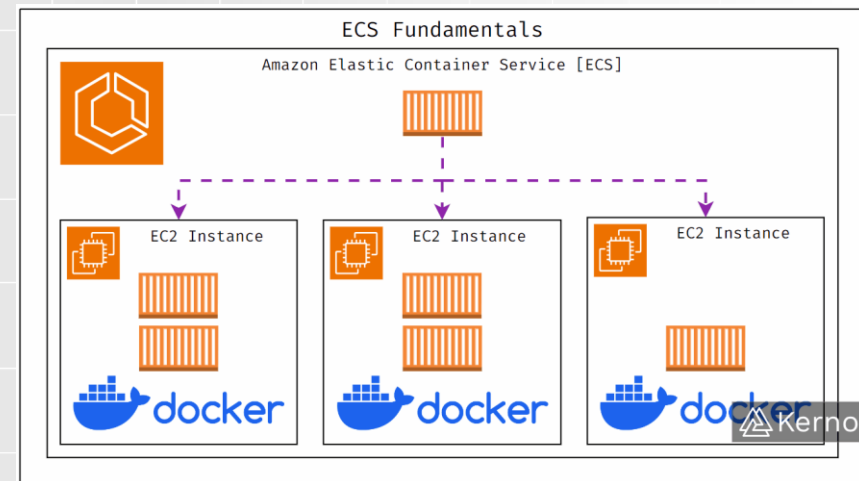 ECS Fundamentals
Amazon Elastic Container Service [ECS]
EC2 Instance
EC2 Instance
EC2 Instance
docker
docker
docker
Kerno